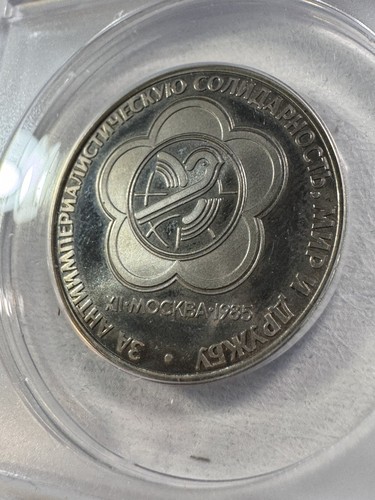 ЗА АНТИИМПЕРИАЛИСТИЧЕСКУЮ СОЛИДАРНОСТЬ, МИР И ДРУЖБУ •
XII • МОСКВА • 1985